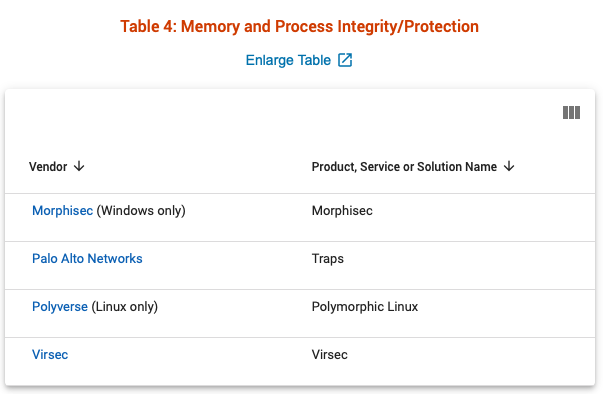 Table 4: Memory and Process Integrity/Protection
Enlarge Table
Vendor Product, Service or Solution Name
Morphisec (Windows only) Morphisec
Palo Alto Networks Traps
Polyverse (Linux only) Polymorphic Linux
Virsec Virsec